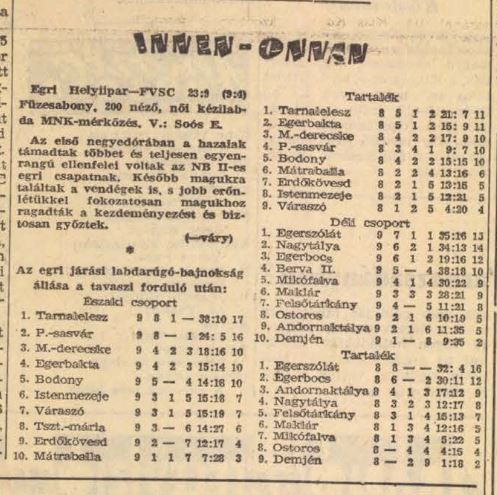 INNEN-ONNAN
Egri Helyiipar—FVSC 23:9 (9:4)
Füzesabony, 200 néző, női kézilab-
da MNK-mérkőzés. V.: Soós E.
Az első negyedórában a hazaiak
támadtak többet és teljesen egyen-
rangú ellenfelei voltak az NB II-es
egri csapatnak. Később magukra
találtak a vendégek is, s jobb erőn-
létükkel fokozatosan magukhoz
ragadták a kezdeményezést és biz-
tosan győztek.
(—váry)
*
Az egri járási labdarúgó-bajnokság
állása a tavaszi forduló után:
Északi csoport
1. Tarnalelesz 9 8 1 — 38:10 17
2. P.-sasvár 9 8 — 1 24: 5 16
3. M.-derecske 9 4 2 3 18:16 10
4. Egerbakta 9 4 2 3 15:14 10
5. Bodony 9 5 — 4 14:16 10
6. Istenmezeje 9 3 1 5 15:18 7
7. Váraszó 9 3 1 5 15:19 7
8. Tszt.-mária 9 3 — 6 14:27 6
9. Erdőkövesd 9 2 — 7 12:17 4
10. Mátraballa 9 1 1 7 7:28 3
Tartalék
1. Tarnalelesz 8 5 1 2 21: 7 11
2. Egerbakta 8 5 1 2 15: 9 11
3. M.-derecske 8 4 2 2 17: 9 10
4. P.-sasvár 8 3 4 1 9: 7 10
5. Bodony 8 4 2 2 15:15 10
6. Mátraballa 8 2 2 4 13:16 6
7. Erdőkövesd 8 2 1 5 13:15 5
8. Istenmezeje 8 2 1 5 12:21 5
9. Váraszó 8 1 2 5 4:20 4
Déli csoport
1. Egerszólát 9 7 1 1 35:16 15
2. Nagytálya 9 6 2 1 34:13 14
3. Egerbocs 9 6 1 2 19:16 12
4. Berva II. 9 5 — 4 38:18 10
5. Mikófalva 9 4 1 4 30:22 9
6. Maklár 9 3 3 3 28:21 9
7. Felsőtárkány 9 4 — 5 11:21 8
8. Ostoros 9 2 1 6 10:19 5
9. Andornaktálya 9 2 1 6 11:35 5
10. Demjén 9 1 — 8 9:35 2
Tartalék
1. Egerszólát 8 8 — — 32: 4 16
2. Egerbocs 8 6 — 2 30:11 12
3. Andornaktálya 8 4 1 3 17:12 9
4. Nagytálya 8 3 2 3 12:17 8
5. Felsőtárkány 8 3 1 4 15:13 7
6. Maklár 8 1 3 4 12:16 5
7. Mikófalva 8 1 3 4 5:22 5
8. Ostoros 8 — 4 4 4:15 4
9. Demjén 8 — 2 9 1:18 2